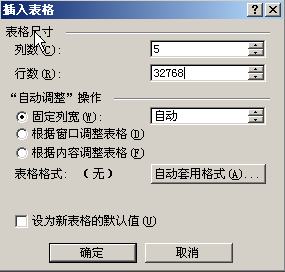 插入表格
表格尺寸
列数(C): 5
行数(R): 32768
“自动调整”操作
固定列宽(W): 自动
根据窗口调整表格(D)
根据内容调整表格(F)
表格格式: (无) 自动套用格式(A)...
设为新表格的默认值(U)
确定 取消